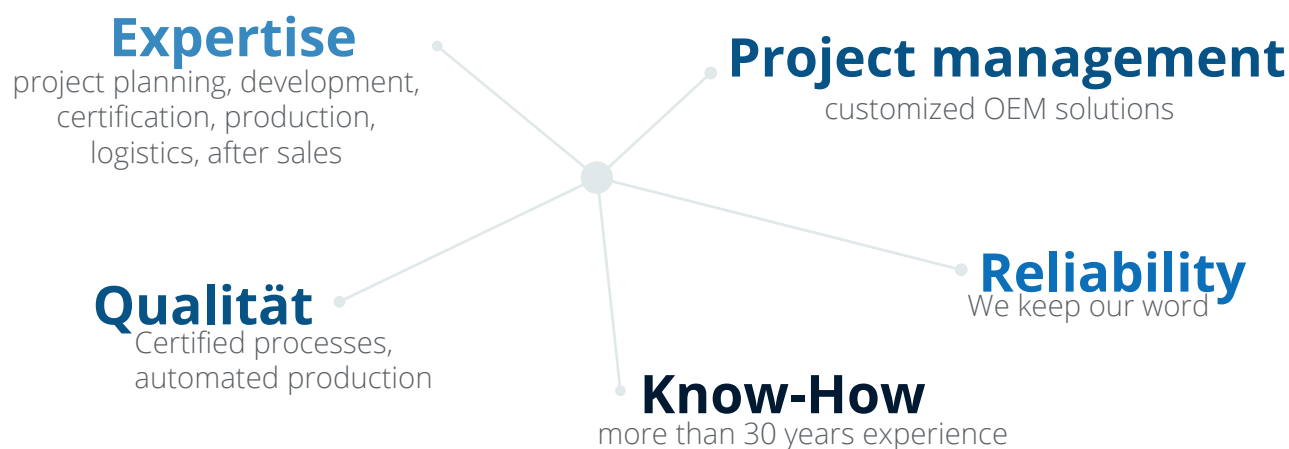 Expertise
project planning, development,
certification, production,
logistics, after sales
Project management
customized OEM solutions
Qualität
Certified processes,
automated production
Reliability
We keep our word
Know-How
more than 30 years experience